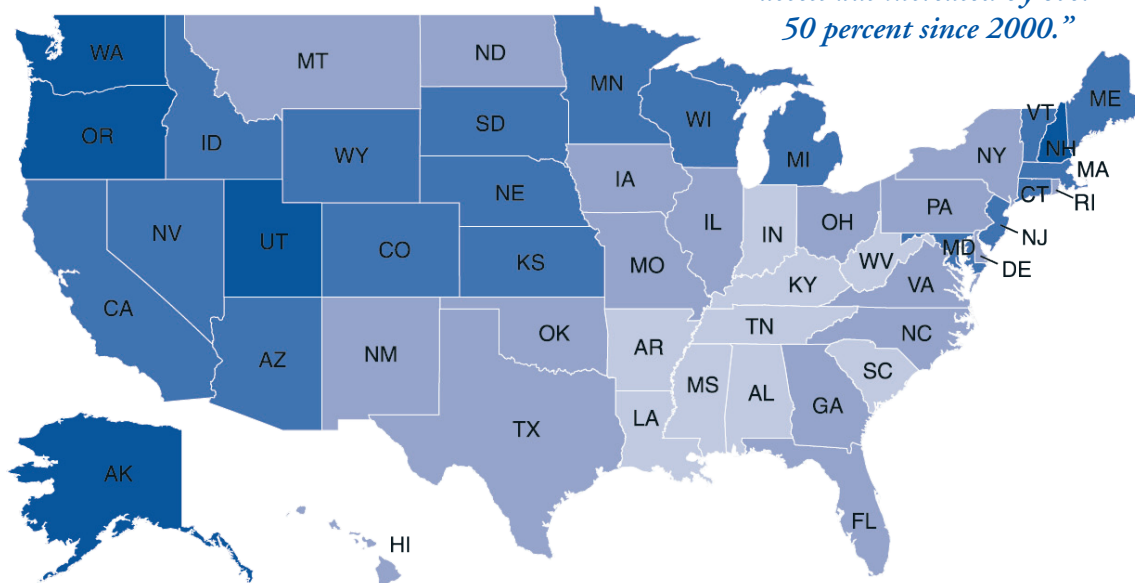 50 percent since 2000.”
WA
MT
ND
MN
ME
VT
OR
ID
SD
WI
NH
WY
MI
NY
MA
NE
IA
CT
RI
PA
NV
UT
CO
IL
IN
OH
NJ
KS
MO
WV
MD
DE
CA
KY
VA
AZ
NM
OK
TN
NC
AR
SC
MS
AL
GA
LA
TX
AK
FL
HI